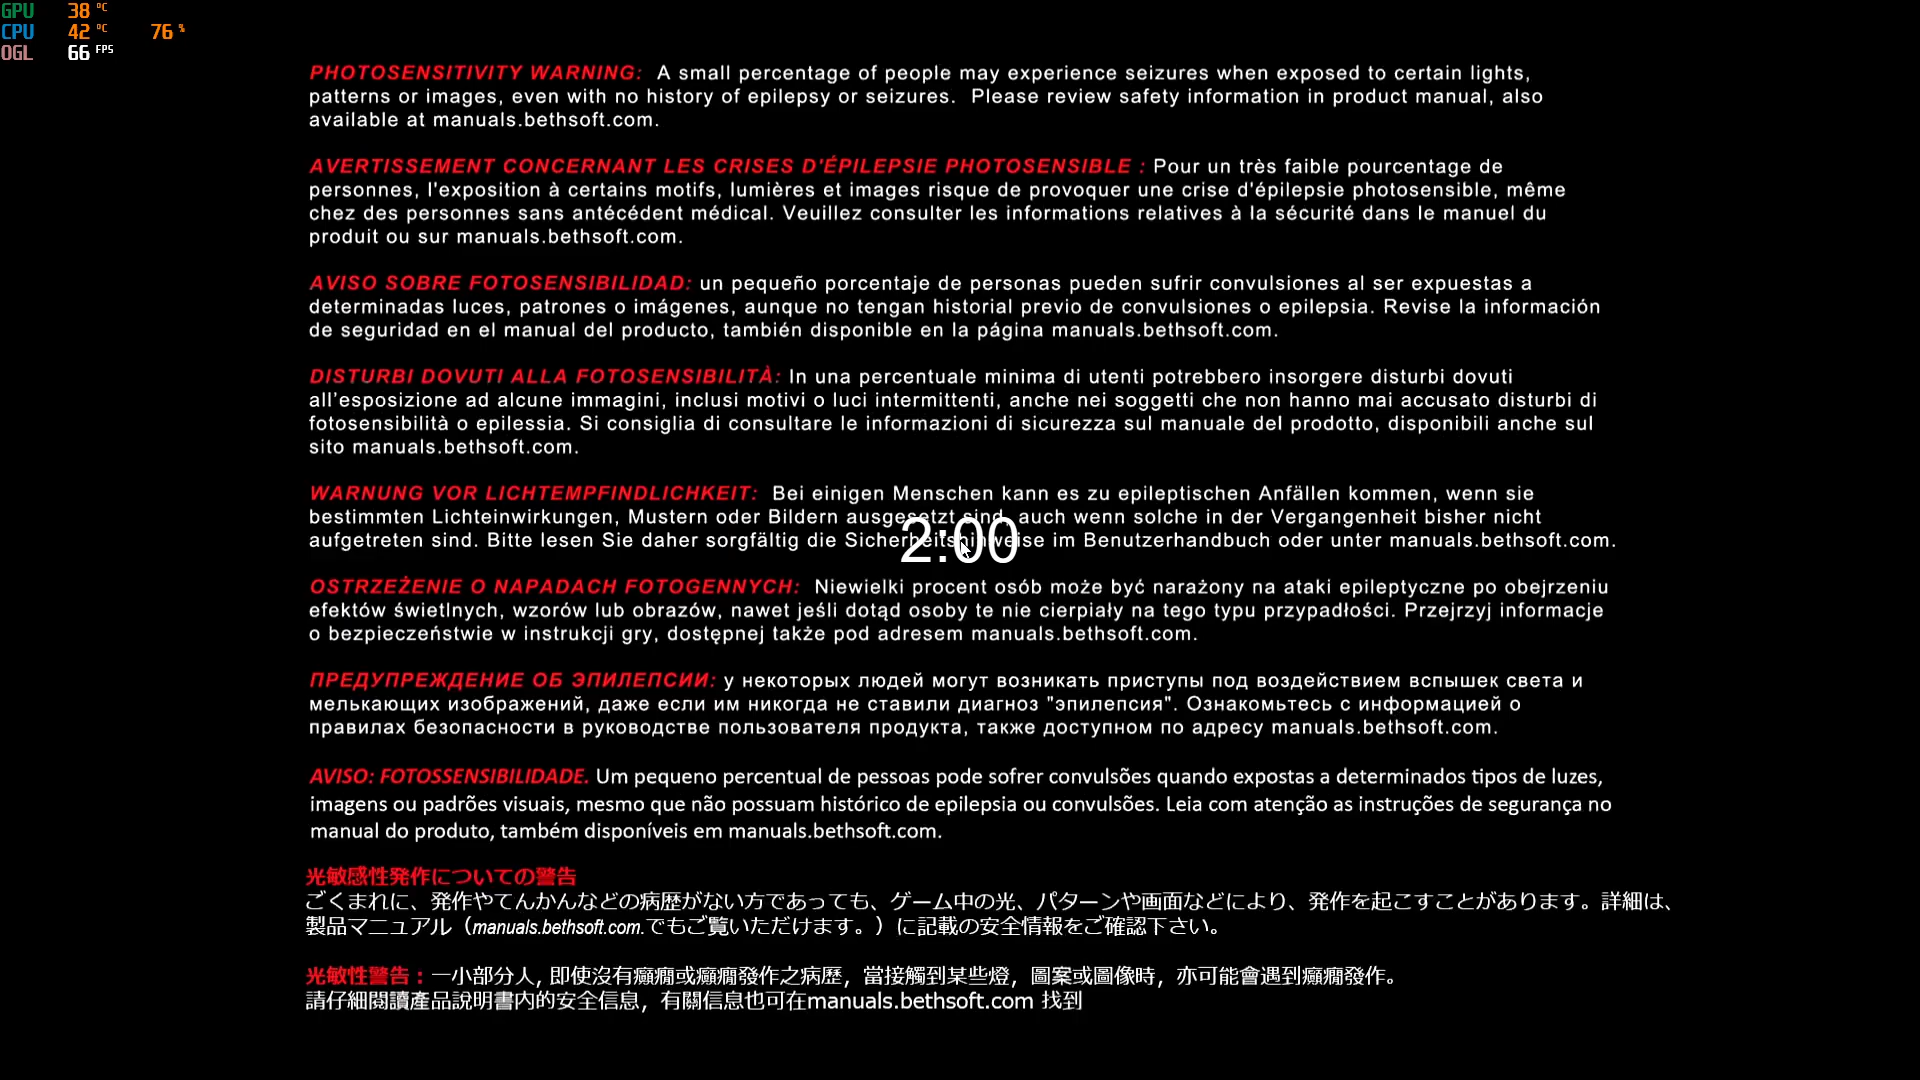 GPU 38 °C
CPU 42 °C 76 %
OGL 66 FPS
PHOTOSENSITIVITY WARNING: A small percentage of people may experience seizures when exposed to certain lights,
patterns or images, even with no history of epilepsy or seizures. Please review safety information in product manual, also
available at manuals.bethsoft.com.
AVERTISSEMENT CONCERNANT LES CRISES D'ÉPILEPSIE PHOTOSENSIBLE : Pour un très faible pourcentage de
personnes, l'exposition à certains motifs, lumières et images risque de provoquer une crise d'épilepsie photosensible, même
chez des personnes sans antécédent médical. Veuillez consulter les informations relatives à la sécurité dans le manuel du
produit ou sur manuals.bethsoft.com.
AVISO SOBRE FOTOSENSIBILIDAD: un pequeño porcentaje de personas pueden sufrir convulsiones al ser expuestas a
determinadas luces, patrones o imágenes, aunque no tengan historial previo de convulsiones o epilepsia. Revise la información
de seguridad en el manual del producto, también disponible en la página manuals.bethsoft.com.
DISTURBI DOVUTI ALLA FOTOSENSIBILITÀ: In una percentuale minima di utenti potrebbero insorgere disturbi dovuti
all'esposizione ad alcune immagini, inclusi motivi o luci intermittenti, anche nei soggetti che non hanno mai accusato disturbi di
fotosensibilità o epilessia. Si consiglia di consultare le informazioni di sicurezza sul manuale del prodotto, disponibili anche sul
sito manuals.bethsoft.com.
WARNUNG VOR LICHTEMPFINDLICHKEIT: Bei einigen Menschen kann es zu epileptischen Anfällen kommen, wenn sie
bestimmten Lichteinwirkungen, Mustern oder Bildern ausgesetzt sind, auch wenn solche in der Vergangenheit bisher nicht
aufgetreten sind. Bitte lesen Sie daher sorgfältig die Sicherheitshinweise im Benutzerhandbuch oder unter manuals.bethsoft.com.
2:00
OSTRZEŻENIE O NAPADACH FOTOGENNYCH: Niewielki procent osób może być narażony na ataki epileptyczne po obejrzeniu
efektów świetlnych, wzorów lub obrazów, nawet jeśli dotąd osoby te nie cierpiały na tego typu przypadłości. Przejrzyj informacje
o bezpieczeństwie w instrukcji gry, dostępnej także pod adresem manuals.bethsoft.com.
ПРЕДУПРЕЖДЕНИЕ ОБ ЭПИЛЕПСИИ: у некоторых людей могут возникать приступы под воздействием вспышек света и
мелькающих изображений, даже если им никогда не ставили диагноз "эпилепсия". Ознакомьтесь с информацией о
правилах безопасности в руководстве пользователя продукта, также доступном по адресу manuals.bethsoft.com.
AVISO: FOTOSSENSIBILIDADE. Um pequeno percentual de pessoas pode sofrer convulsões quando expostas a determinados tipos de luzes,
imagens ou padrões visuais, mesmo que não possuam histórico de epilepsia ou convulsões. Leia com atenção as instruções de segurança no
manual do produto, também disponíveis em manuals.bethsoft.com.
光敏感性発作についての警告
ごくまれに、発作やてんかんなどの病歴がない方であっても、ゲーム中の光、パターンや画面などにより、発作を起こすことがあります。詳細は、
製品マニュアル（manuals.bethsoft.com.でもご覧いただけます。）に記載の安全情報をご確認下さい。
光敏性警告：一小部分人, 即使沒有癲癇或癲癇發作之病歷，當接觸到某些燈，圖案或圖像時，亦可能會遇到癲癇發作。
請仔細閱讀產品說明書內的安全信息，有關信息也可在manuals.bethsoft.com 找到